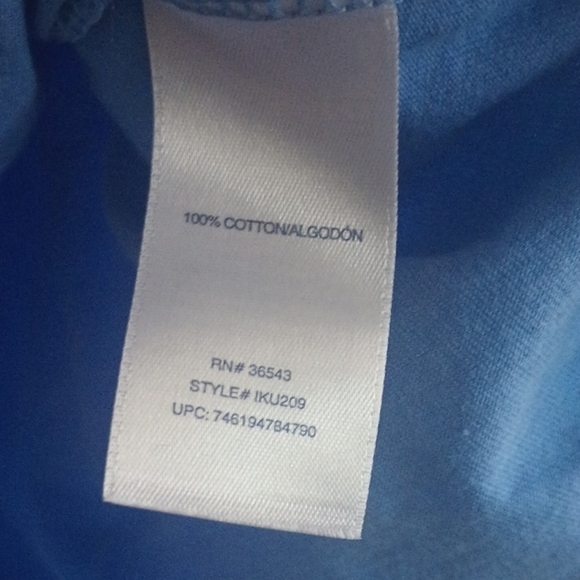 100% COTTON/ALGODÓN
RN# 36543
STYLE# IKU209
UPC: 746194784790